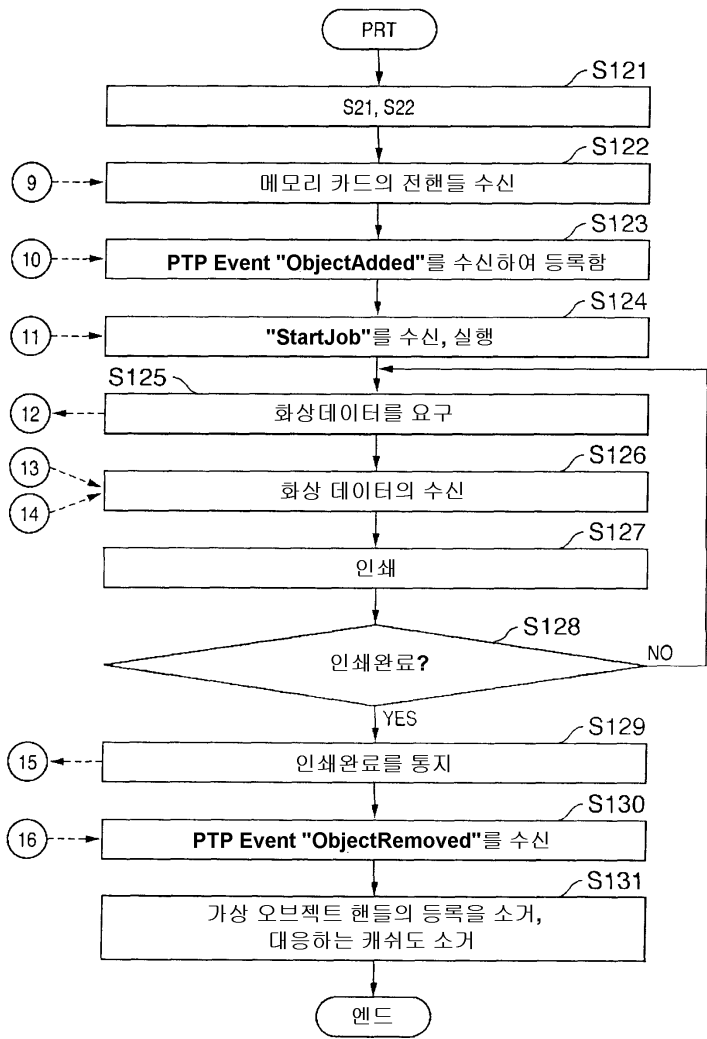 PRT
S121
S21, S22
S122
9
메모리 카드의 전핸들 수신
S123
10
PTP Event "ObjectAdded"를 수신하여 등록함
S124
11
"StartJob"를 수신, 실행
S125
12
화상데이터를 요구
S126
13
14
화상 데이터의 수신
S127
인쇄
S128
인쇄완료?
NO
YES
S129
15
인쇄완료를 통지
S130
16
PTP Event "ObjectRemoved"를 수신
S131
가상 오브젝트 핸들의 등록을 소거,
대응하는 캐쉬도 소거
엔드